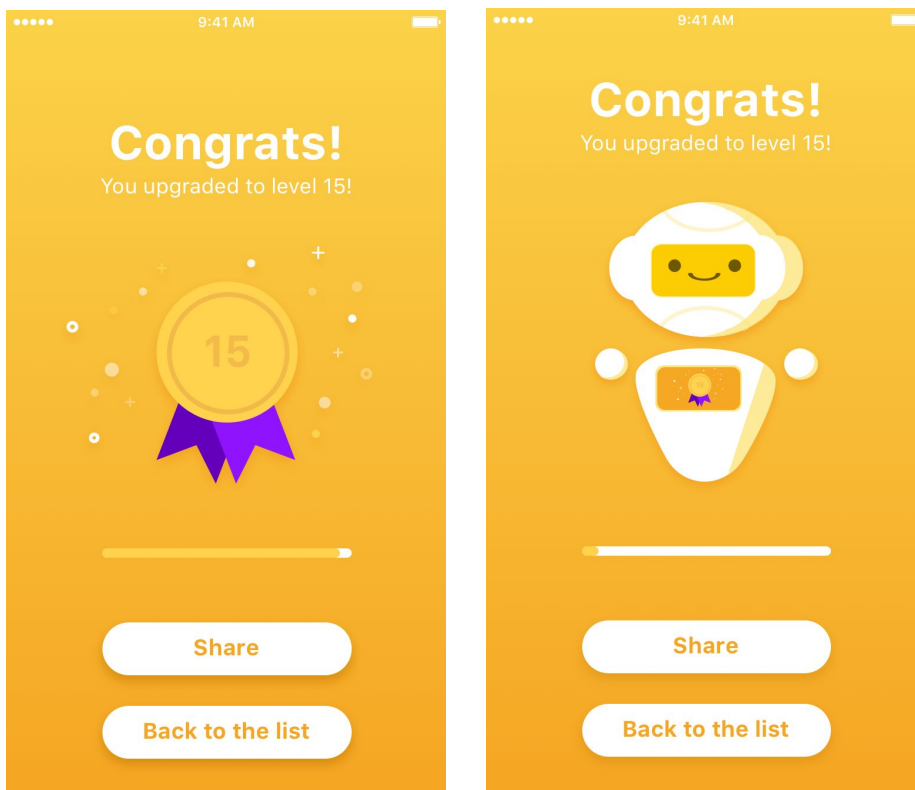 9:41 AM
Congrats!
You upgraded to level 15!
15
Share
Back to the list
9:41 AM
Congrats!
You upgraded to level 15!
Share
Back to the list